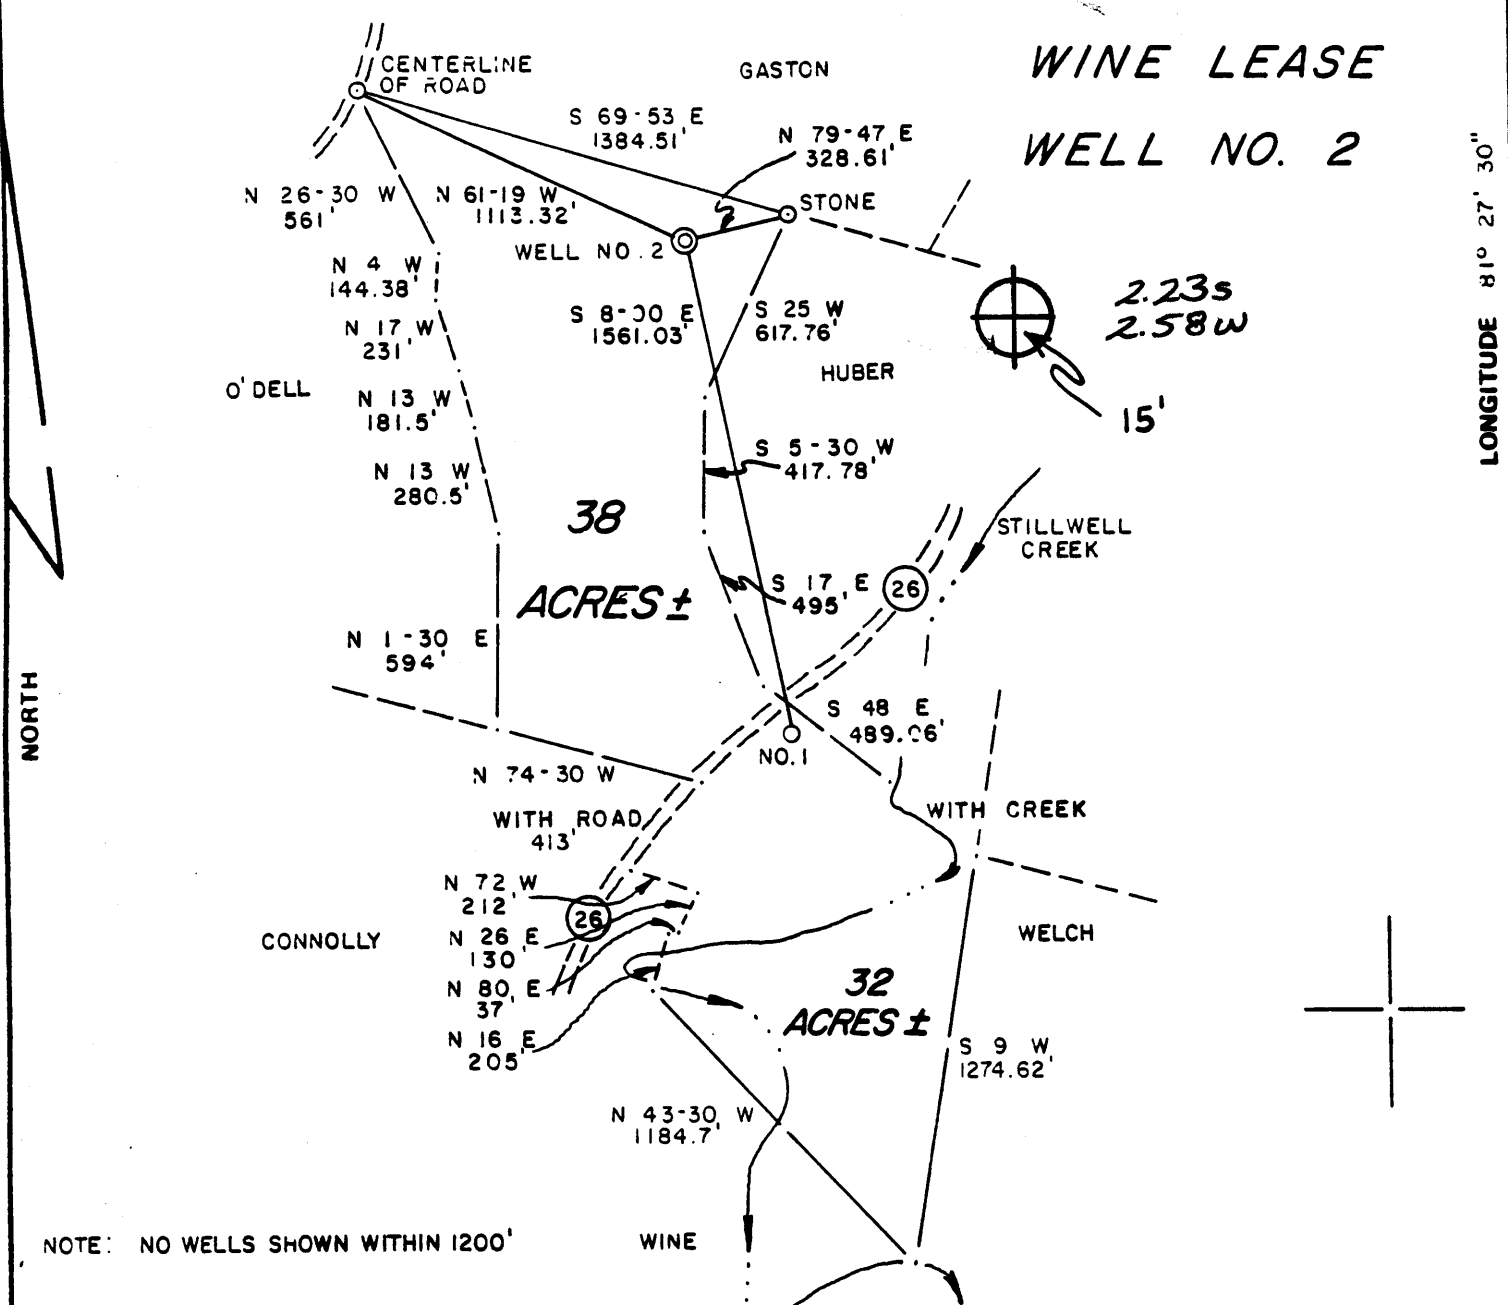 WINE LEASE
WELL NO. 2
CENTERLINE
OF ROAD
GASTON
S 69-53 E
1384.51'
N 79-47 E
328.61'
STONE
N 26-30 W
561'
N 61-19 W
1113.32'
WELL NO. 2
N 4 W
144.38'
S 8-00 E
1561.03'
S 25 W
617.76'
2.23s
2.58w
15'
LONGITUDE 81° 27' 30"
N 17 W
231'
HUBER
O'DELL
N 13 W
181.5'
S 5-30 W
417.78'
N 13 W
280.5'
38
ACRES ±
STILLWELL
CREEK
S 17 E
495'
26
N 1-30 E
594'
NORTH
S 48 E
489.06'
NO. 1
N 74-30 W
WITH ROAD
413'
WITH CREEK
N 72 W
212'
26
N 26 E
130'
N 80 E
37'
N 16 E
205'
CONNOLLY
WELCH
32
ACRES ±
S 9 W
1274.62'
N 43-30 W
1184.7'
NOTE: NO WELLS SHOWN WITHIN 1200'
WINE